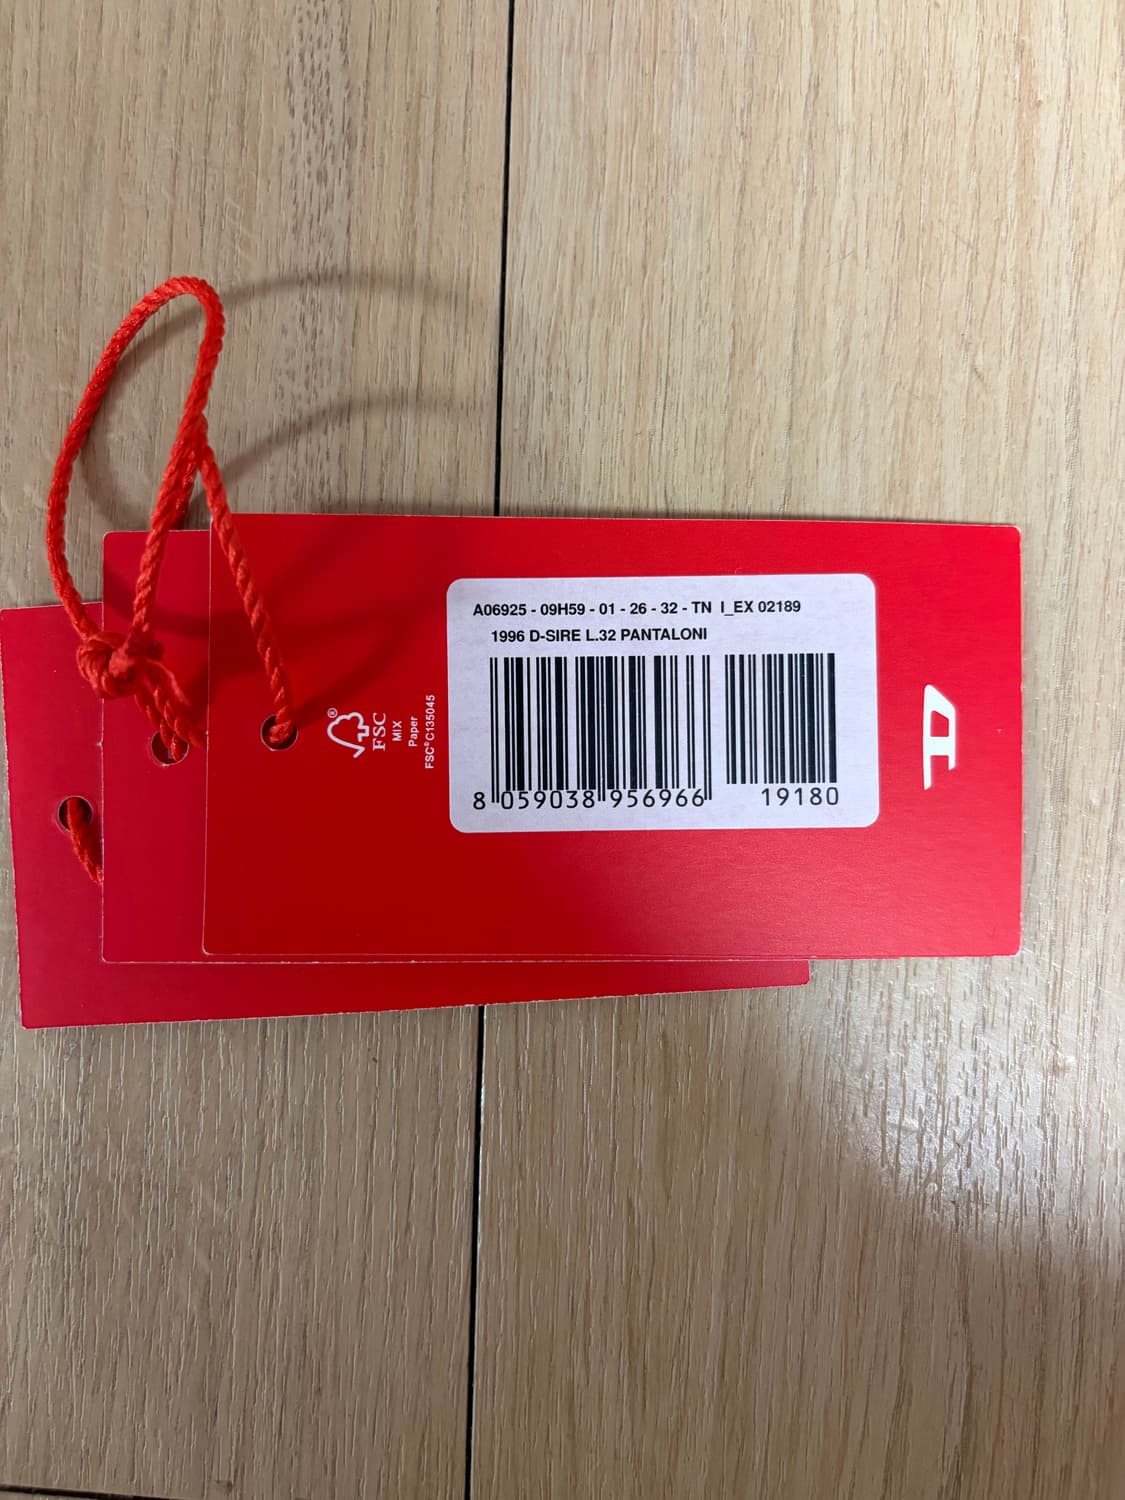 A06925 - 09H59 - 01 - 26 - 32 - TN I_EX 02189
1996 D-SIRE L.32 PANTALONI
8 059038 956966 19180
FSC®
MIX
Paper
FSC® C135045
D